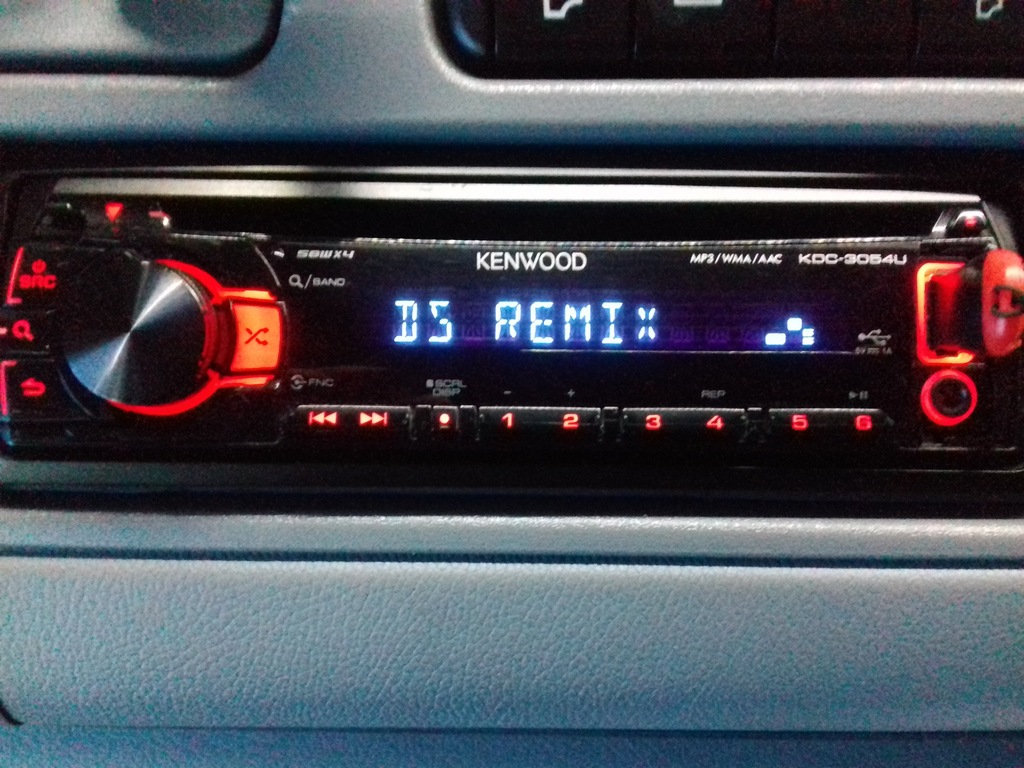 50W×4
KENWOOD
MP3/WMA/AAC KDC-3054U
SRC
/BAND
DS REMIX
FNC
SCRL
DISP
- + REP
1 2 3 4 5 6